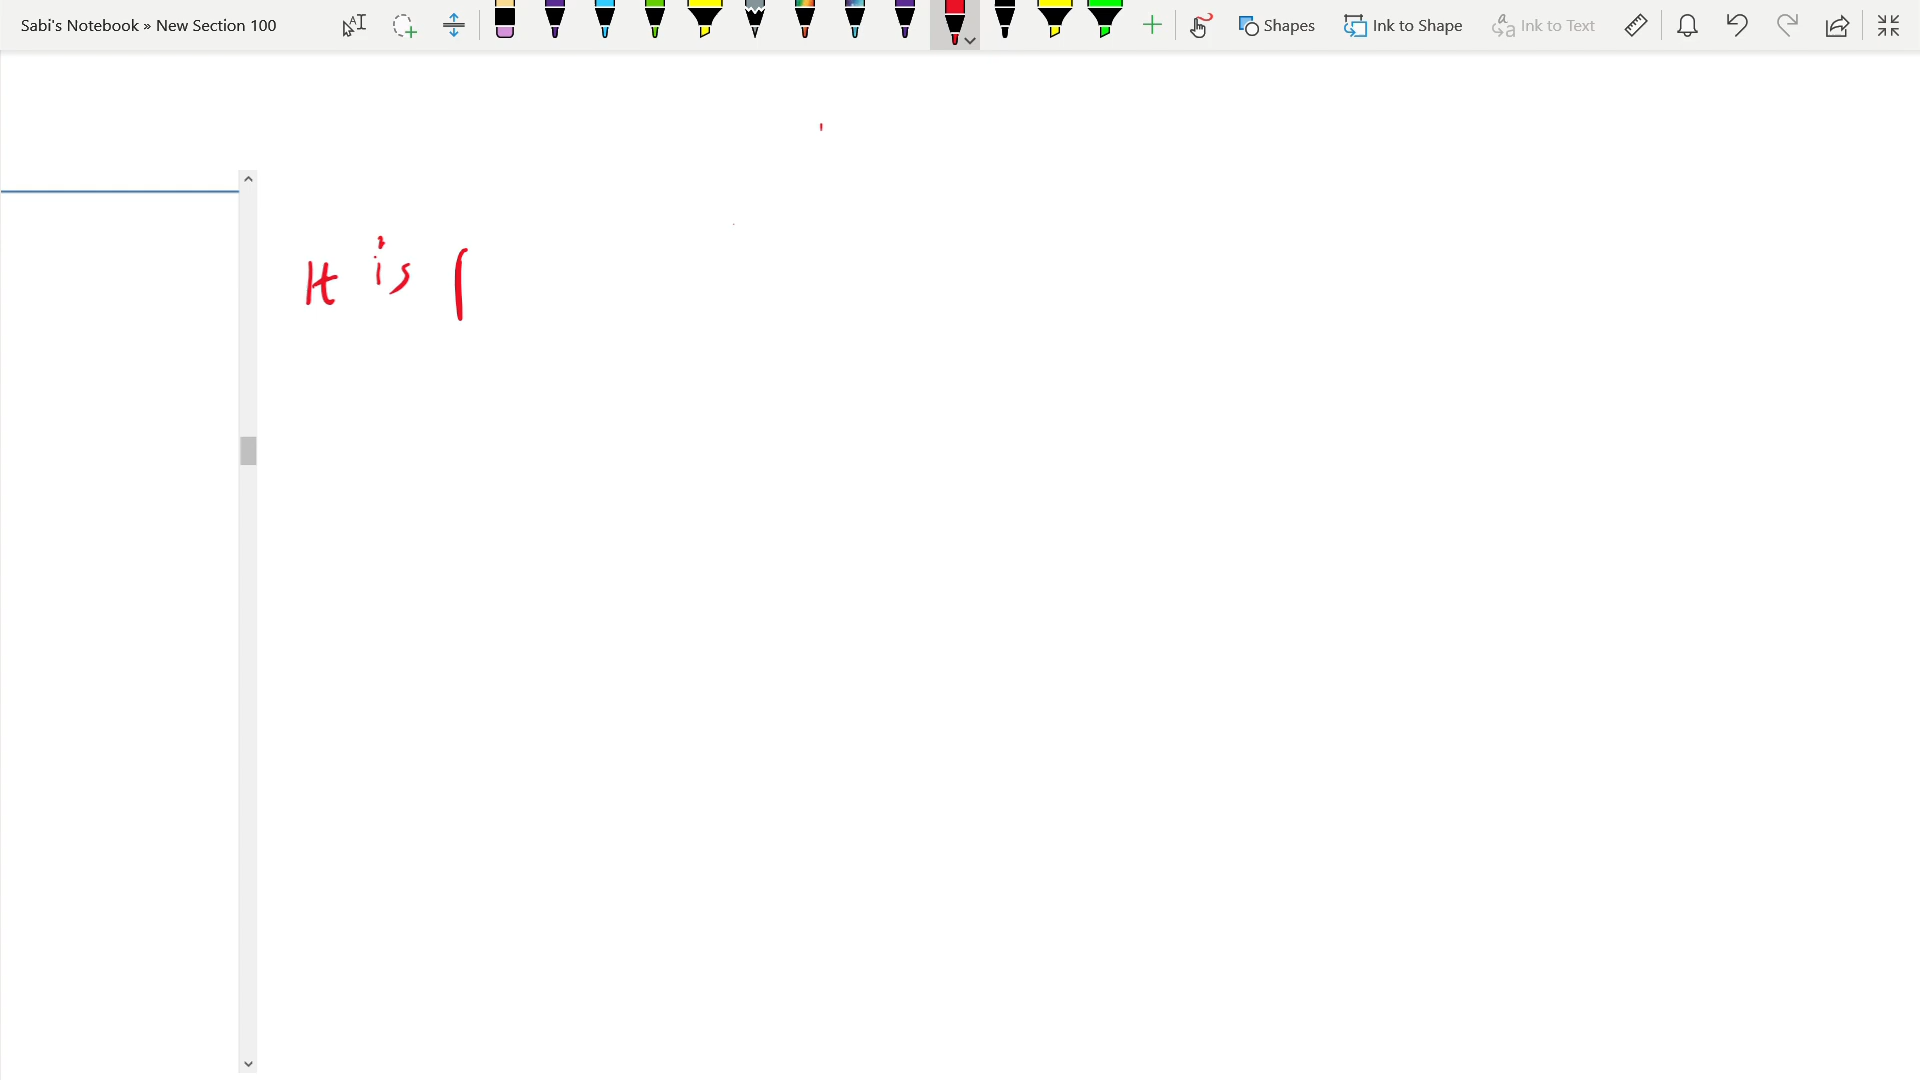 Sabi's Notebook » New Section 100 Shapes Ink to Shape Ink to Text
It is